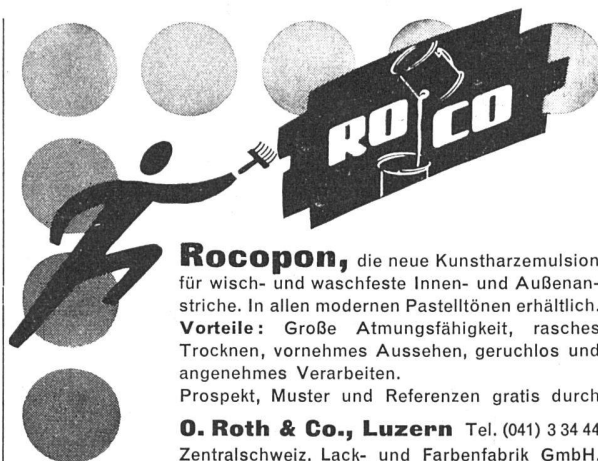 ROCO
Rocopon, die neue Kunstharzemulsion
für wisch- und waschfeste Innen- und Außenan-
striche. In allen modernen Pastelltönen erhältlich.
Vorteile: Große Atmungsfähigkeit, rasches
Trocknen, vornehmes Aussehen, geruchlos und
angenehmes Verarbeiten.
Prospekt, Muster und Referenzen gratis durch
O. Roth & Co., Luzern Tel. (041) 3 34 44
Zentralschweiz. Lack- und Farbenfabrik GmbH.